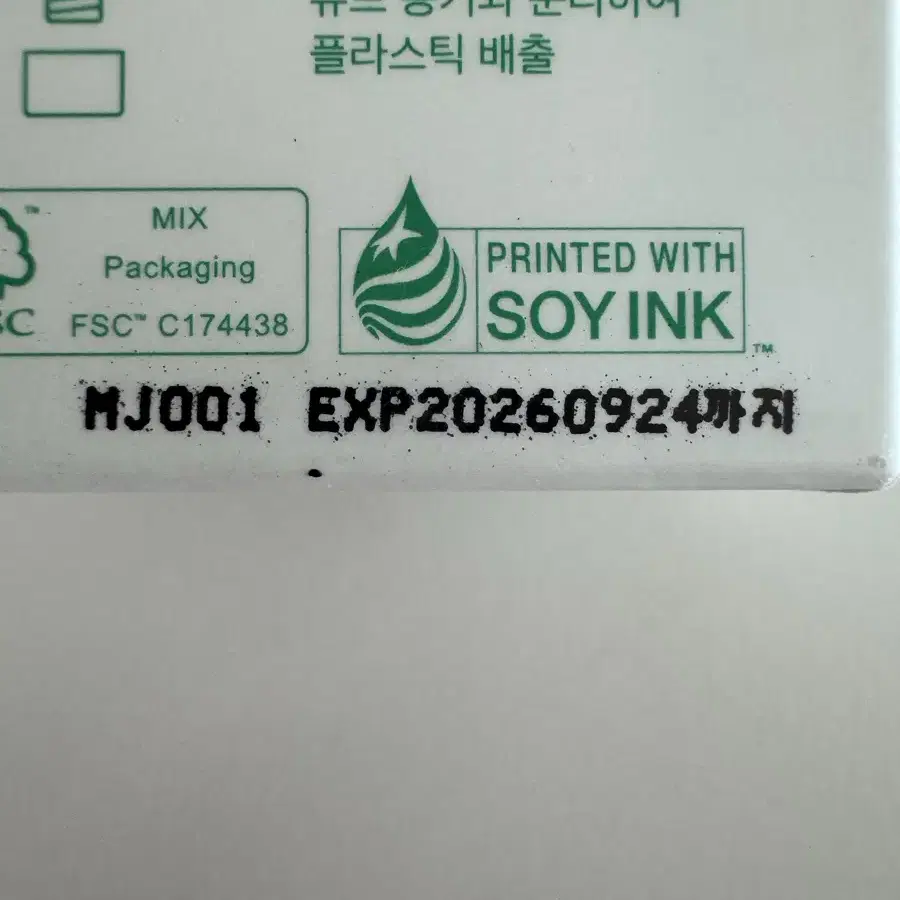 플라스틱 배출
MIX
Packaging
FSC™ C174438
PRINTED WITH
SOY INK
™
MJ001 EXP20260924까지